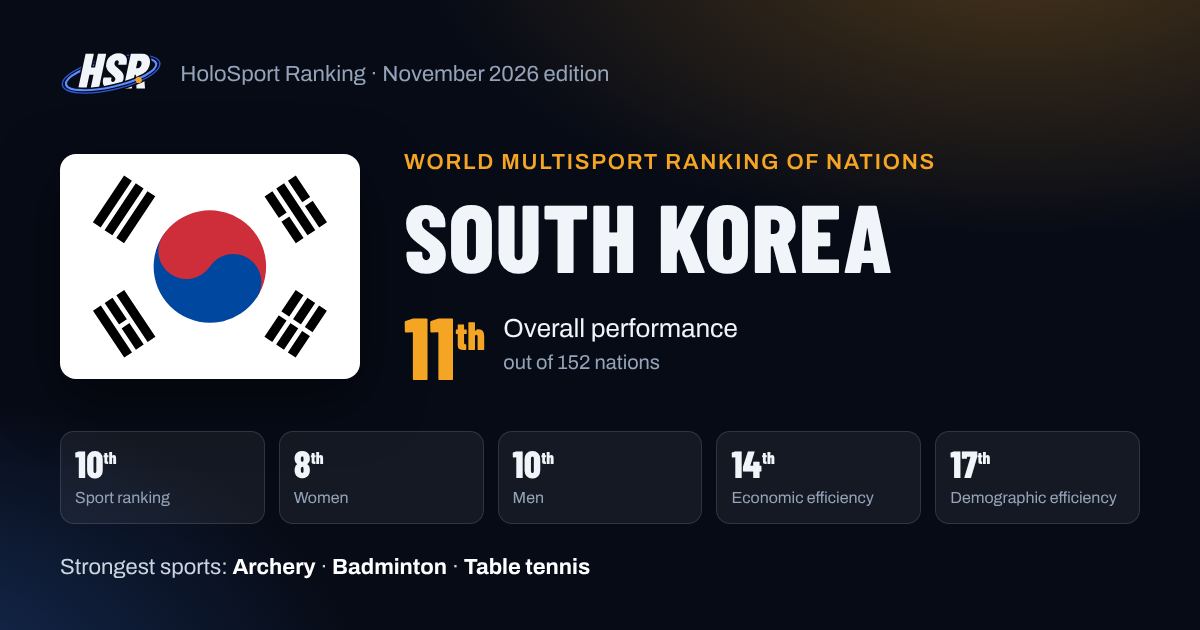 HSR
HoloSport Ranking · November 2026 edition
WORLD MULTISPORT RANKING OF NATIONS
SOUTH KOREA
11th
Overall performance
out of 152 nations
10th
Sport ranking
8th
Women
10th
Men
14th
Economic efficiency
17th
Demographic efficiency
Strongest sports: Archery · Badminton · Table tennis